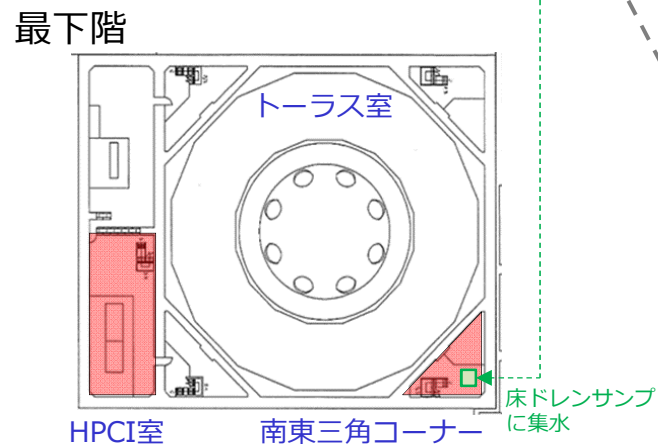 最下階
トーラス室
床ドレンサンプ
に集水
HPCI室
南東三角コーナー